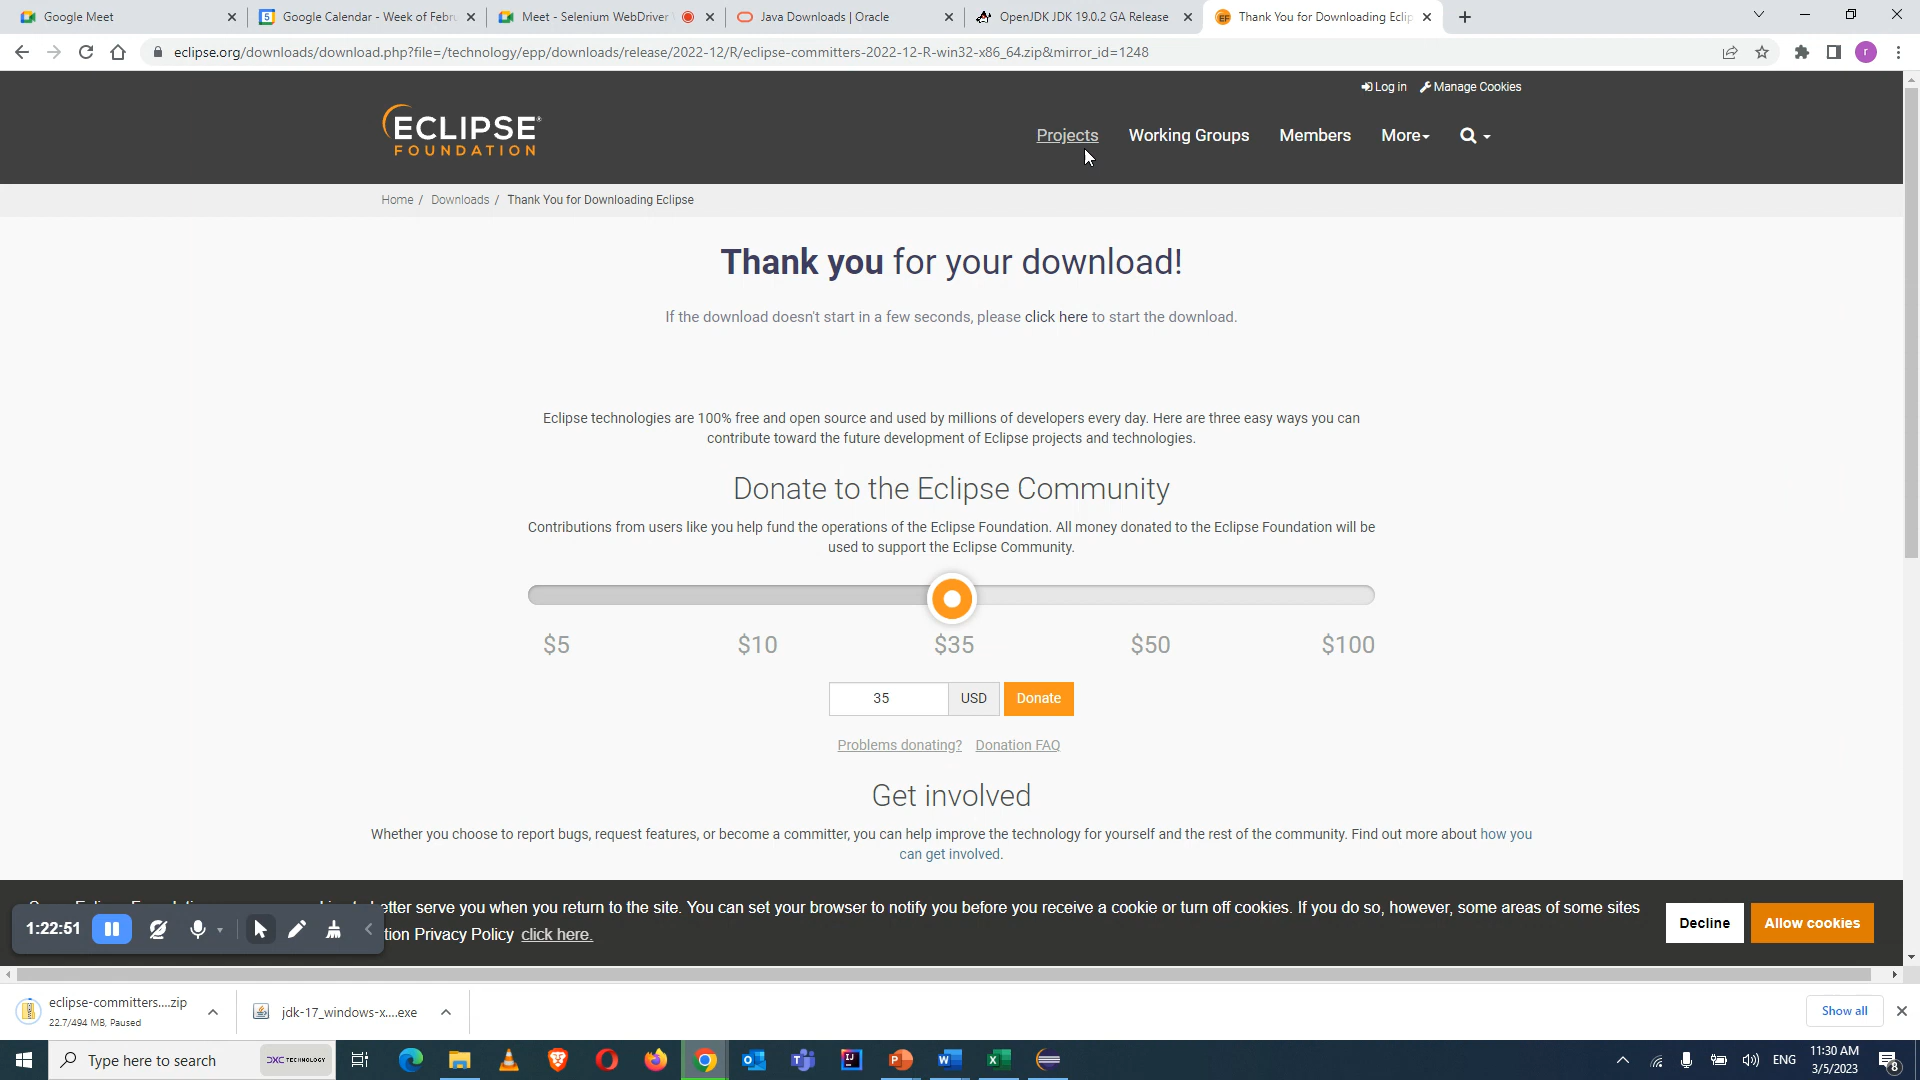 Google Meet
Google Calendar - Week of Febru
Meet - Selenium WebDriver
Java Downloads | Oracle
OpenJDK JDK 19.0.2 GA Release
Thank You for Downloading Eclip
eclipse.org/downloads/download.php?file=/technology/epp/downloads/release/2022-12/R/eclipse-committers-2022-12-R-win32-x86_64.zip&mirror_id=1248
r
Log in
Manage Cookies
ECLIPSE
FOUNDATION
Projects
Working Groups
Members
More
Home / Downloads / Thank You for Downloading Eclipse
Thank you for your download!
If the download doesn't start in a few seconds, please click here to start the download.
Eclipse technologies are 100% free and open source and used by millions of developers every day. Here are three easy ways you can
contribute toward the future development of Eclipse projects and technologies.
Donate to the Eclipse Community
Contributions from users like you help fund the operations of the Eclipse Foundation. All money donated to the Eclipse Foundation will be
used to support the Eclipse Community.
$5
$10
$35
$50
$100
35
USD
Donate
Problems donating?
Donation FAQ
Get involved
Whether you choose to report bugs, request features, or become a committer, you can help improve the technology for yourself and the rest of the community. Find out more about how you
can get involved.
etter serve you when you return to the site. You can set your browser to notify you before you receive a cookie or turn off cookies. If you do so, however, some areas of some sites
tion Privacy Policy click here.
Decline
Allow cookies
1:22:51
eclipse-committers....zip
22.7/494 MB, Paused
jdk-17_windows-x....exe
Show all
Type here to search
DXC TECHNOLOGY
ENG
11:30 AM
3/5/2023
8